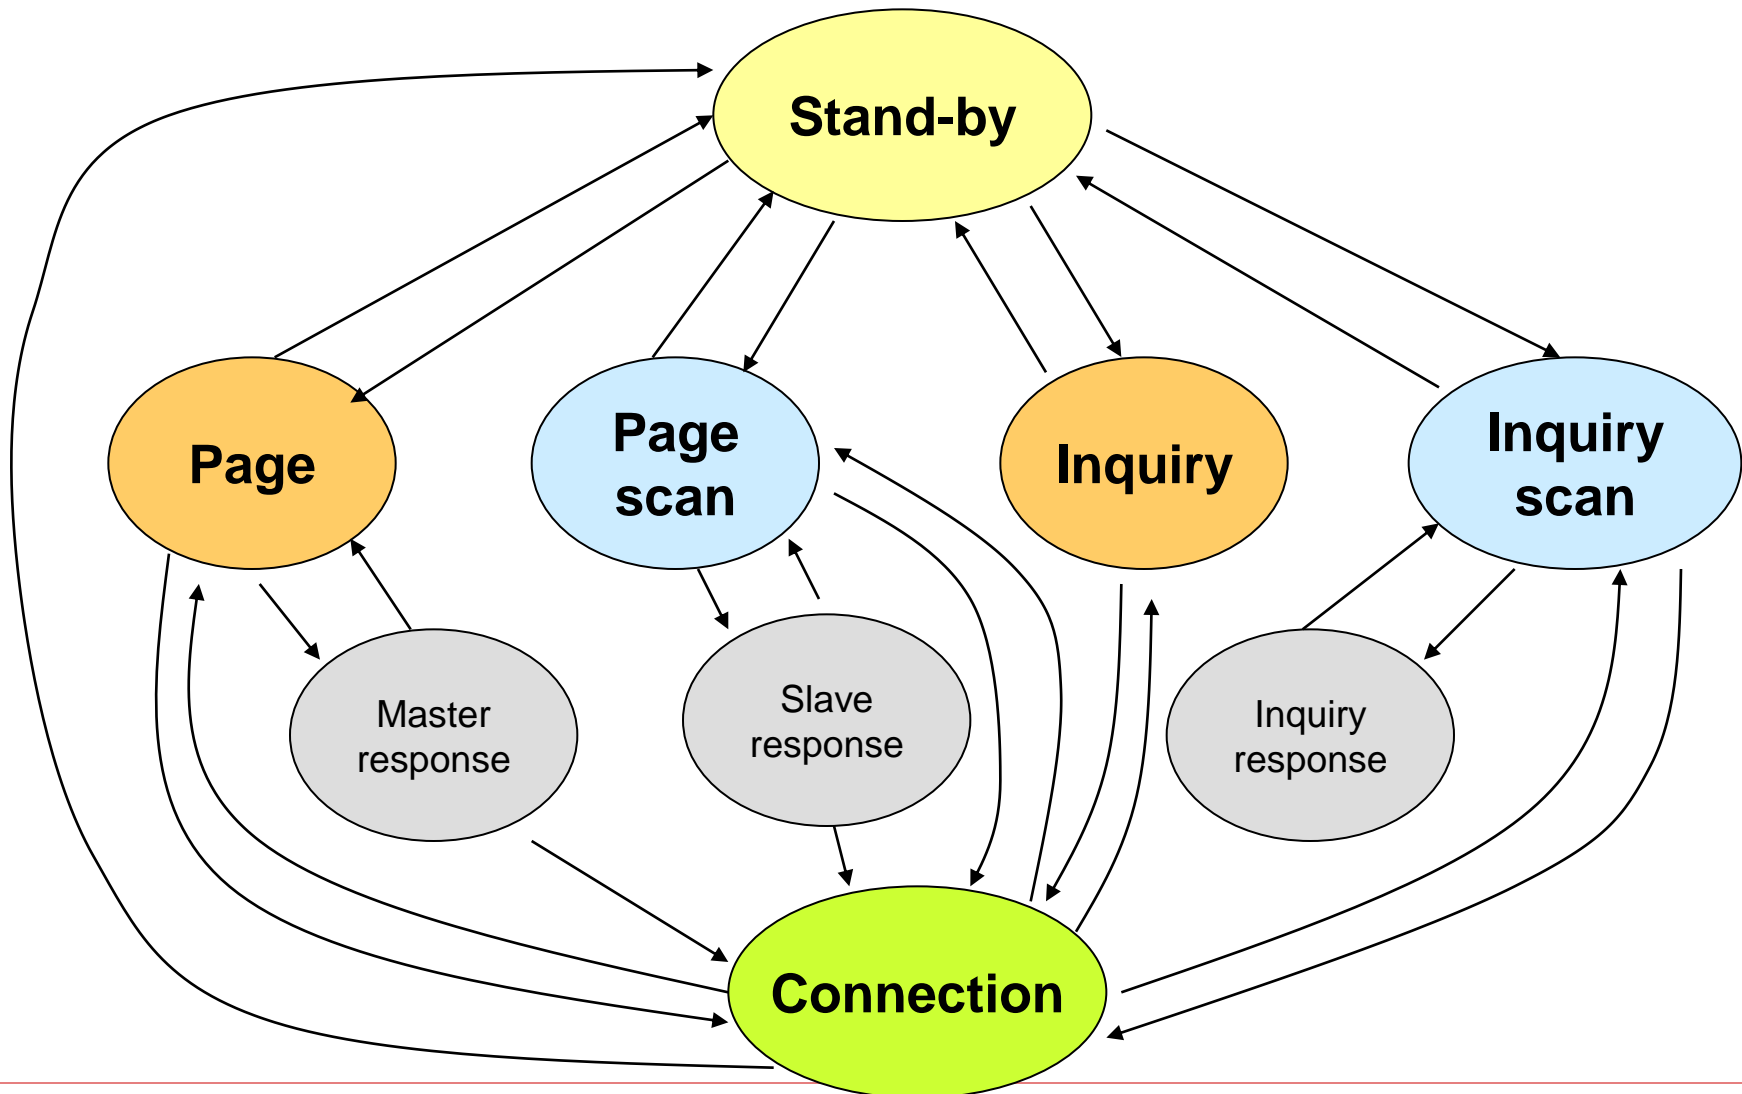 Stand-by
Page
Page
scan
Inquiry
Inquiry
scan
Master
response
Slave
response
Inquiry
response
Connection